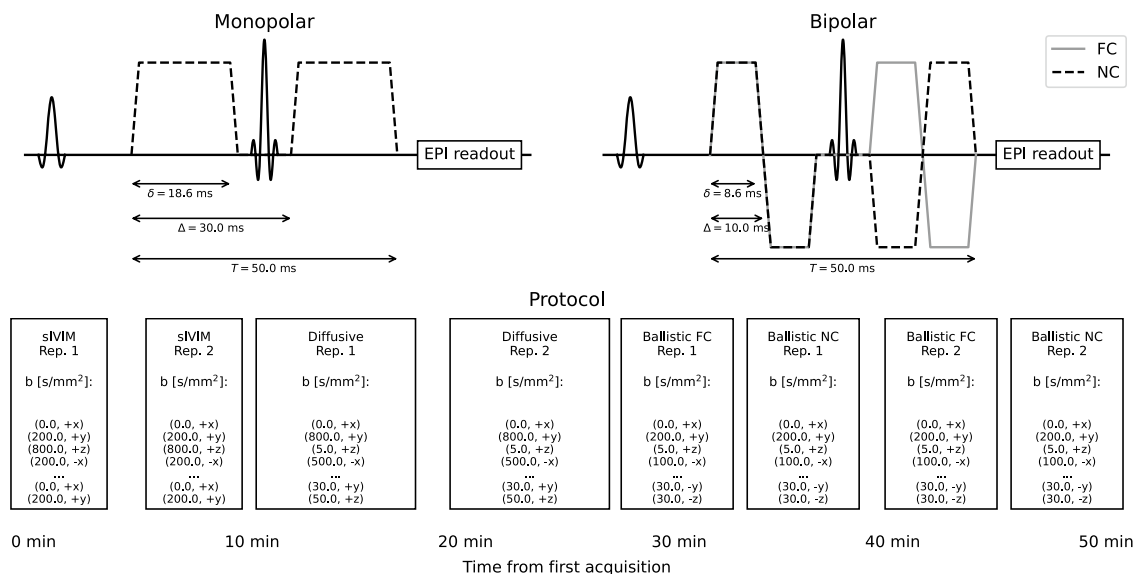 Monopolar
Bipolar
FC
NC
EPI readout
EPI readout
δ = 18.6 ms
Δ = 30.0 ms
T = 50.0 ms
δ = 8.6 ms
Δ = 10.0 ms
T = 50.0 ms
Protocol
sIVIM
Rep. 1
b [s/mm²]:
(0.0, +x)
(200.0, +y)
(800.0, +z)
(200.0, -x)
...
(0.0, +x)
(200.0, +y)
sIVIM
Rep. 2
b [s/mm²]:
(0.0, +x)
(200.0, +y)
(800.0, +z)
(200.0, -x)
...
(0.0, +x)
(200.0, +y)
Diffusive
Rep. 1
b [s/mm²]:
(0.0, +x)
(800.0, +y)
(5.0, +z)
(500.0, -x)
...
(30.0, +y)
(50.0, +z)
Diffusive
Rep. 2
b [s/mm²]:
(0.0, +x)
(800.0, +y)
(5.0, +z)
(500.0, -x)
...
(30.0, +y)
(50.0, +z)
Ballistic FC
Rep. 1
b [s/mm²]:
(0.0, +x)
(200.0, +y)
(5.0, +z)
(100.0, -x)
...
(30.0, -y)
(30.0, -z)
Ballistic NC
Rep. 1
b [s/mm²]:
(0.0, +x)
(200.0, +y)
(5.0, +z)
(100.0, -x)
...
(30.0, -y)
(30.0, -z)
Ballistic FC
Rep. 2
b [s/mm²]:
(0.0, +x)
(200.0, +y)
(5.0, +z)
(100.0, -x)
...
(30.0, -y)
(30.0, -z)
Ballistic NC
Rep. 2
b [s/mm²]:
(0.0, +x)
(200.0, +y)
(5.0, +z)
(100.0, -x)
...
(30.0, -y)
(30.0, -z)
0 min
10 min
20 min
30 min
40 min
50 min
Time from first acquisition